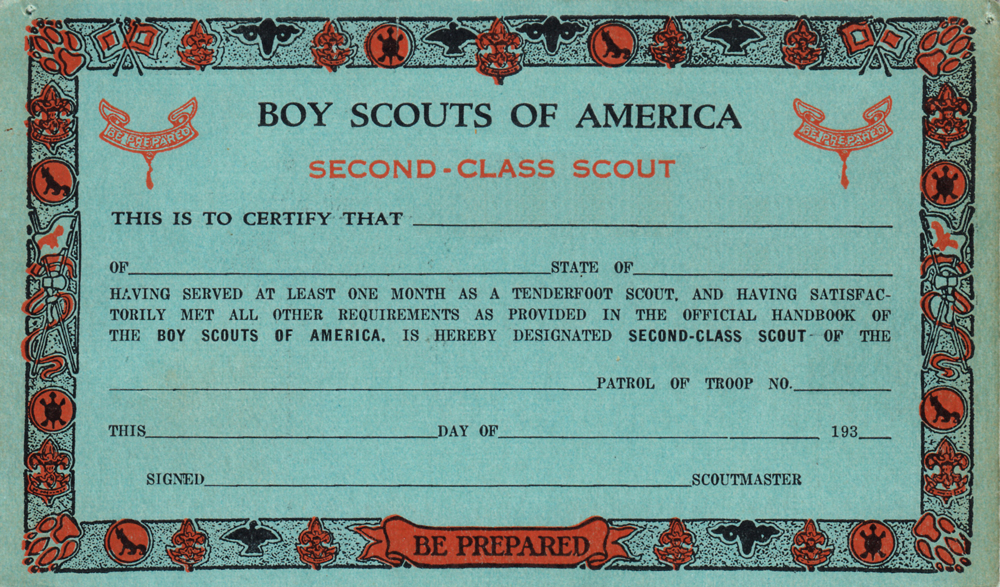 BOY SCOUTS OF AMERICA
BE PREPARED
BE PREPARED
SECOND-CLASS SCOUT
THIS IS TO CERTIFY THAT
OF STATE OF
HAVING SERVED AT LEAST ONE MONTH AS A TENDERFOOT SCOUT, AND HAVING SATISFAC-
TORILY MET ALL OTHER REQUIREMENTS AS PROVIDED IN THE OFFICIAL HANDBOOK OF
THE BOY SCOUTS OF AMERICA, IS HEREBY DESIGNATED SECOND-CLASS SCOUT OF THE
PATROL OF TROOP NO.
THIS DAY OF 193
SIGNED SCOUTMASTER
BE PREPARED